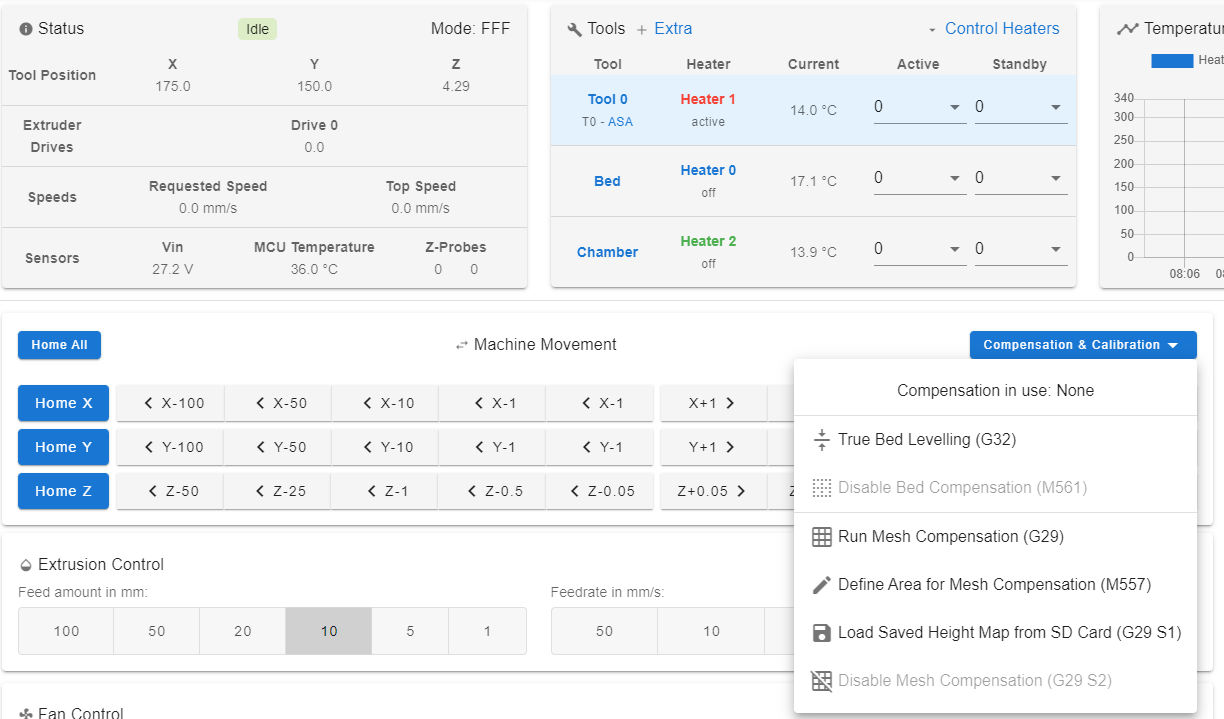 Status
Idle
Mode: FFF
Tool Position
X
Y
Z
175.0
150.0
4.29
Extruder Drives
Drive 0
0.0
Speeds
Requested Speed
Top Speed
0.0 mm/s
0.0 mm/s
Sensors
Vin
MCU Temperature
Z-Probes
27.2 V
36.0 °C
0
0
Tools
+ Extra
Control Heaters
Tool
Heater
Current
Active
Standby
Tool 0
T0 - ASA
Heater 1
active
14.0 °C
0
0
Bed
Heater 0
off
17.1 °C
0
0
Chamber
Heater 2
off
13.9 °C
0
0
Temperatur
Heat
340
300
250
200
150
100
50
0
08:06
08
Home All
Machine Movement
Compensation & Calibration
Home X
X-100
X-50
X-10
X-1
X-1
X+1
Home Y
Y-100
Y-50
Y-10
Y-1
Y-1
Y+1
Home Z
Z-50
Z-25
Z-1
Z-0.5
Z-0.05
Z+0.05
Z
Compensation in use: None
True Bed Levelling (G32)
Disable Bed Compensation (M561)
Run Mesh Compensation (G29)
Define Area for Mesh Compensation (M557)
Load Saved Height Map from SD Card (G29 S1)
Disable Mesh Compensation (G29 S2)
Extrusion Control
Feed amount in mm:
100
50
20
10
5
1
Feedrate in mm/s:
50
10
Fan Control